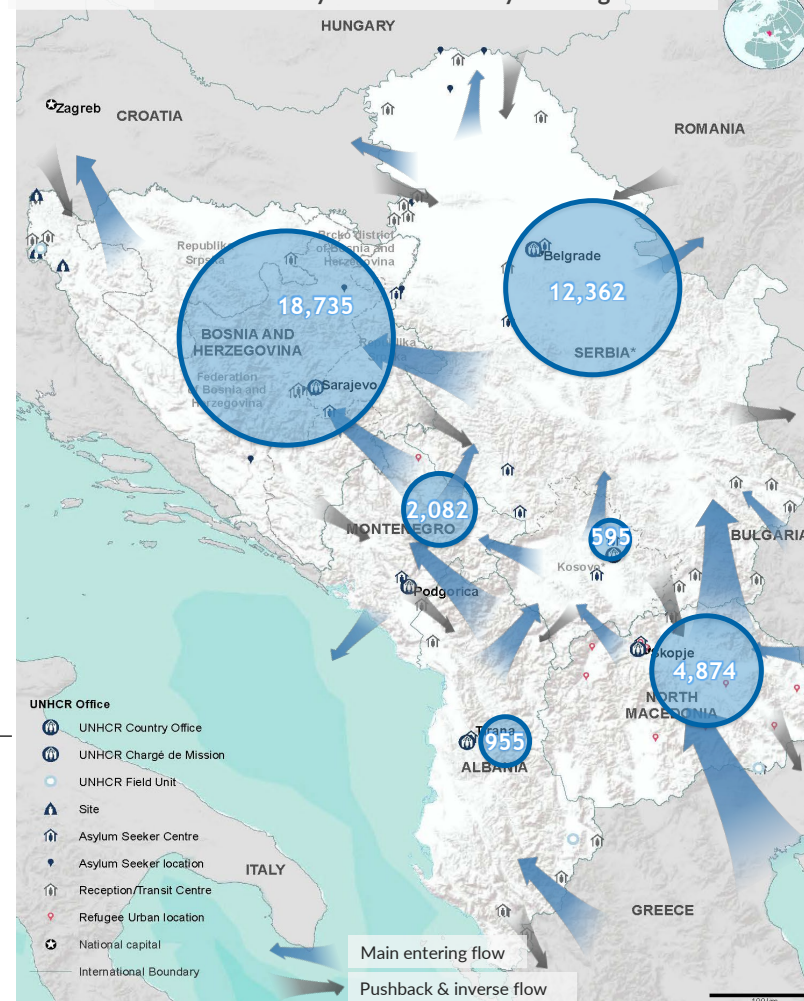 HUNGARY
Zagreb
CROATIA
ROMANIA
Republika
Srpska
Brcko district
of Bosnia and
Herzegovina
Belgrade
18,735
12,362
BOSNIA AND
HERZEGOVINA
SERBIA*
Federation
of Bosnia and
Herzegovina
Sarajevo
2,082
MONTENEGRO
595
BULGARIA
Kosovo*
Podgorica
Skopje
4,874
NORTH
MACEDONIA
Tirana
955
ALBANIA
UNHCR Office
UNHCR Country Office
UNHCR Chargé de Mission
UNHCR Field Unit
Site
Asylum Seeker Centre
Asylum Seeker location
Reception/Transit Centre
Refugee Urban location
National capital
International Boundary
ITALY
GREECE
Main entering flow
Pushback & inverse flow